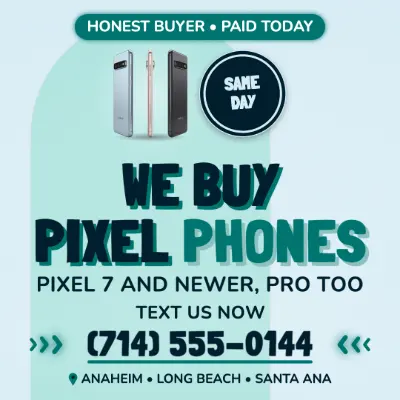 HONEST BUYER • PAID TODAY
SAME
DAY
WE BUY
PIXEL PHONES
PIXEL 7 AND NEWER, PRO TOO
TEXT US NOW
(714) 555-0144
ANAHEIM • LONG BEACH • SANTA ANA